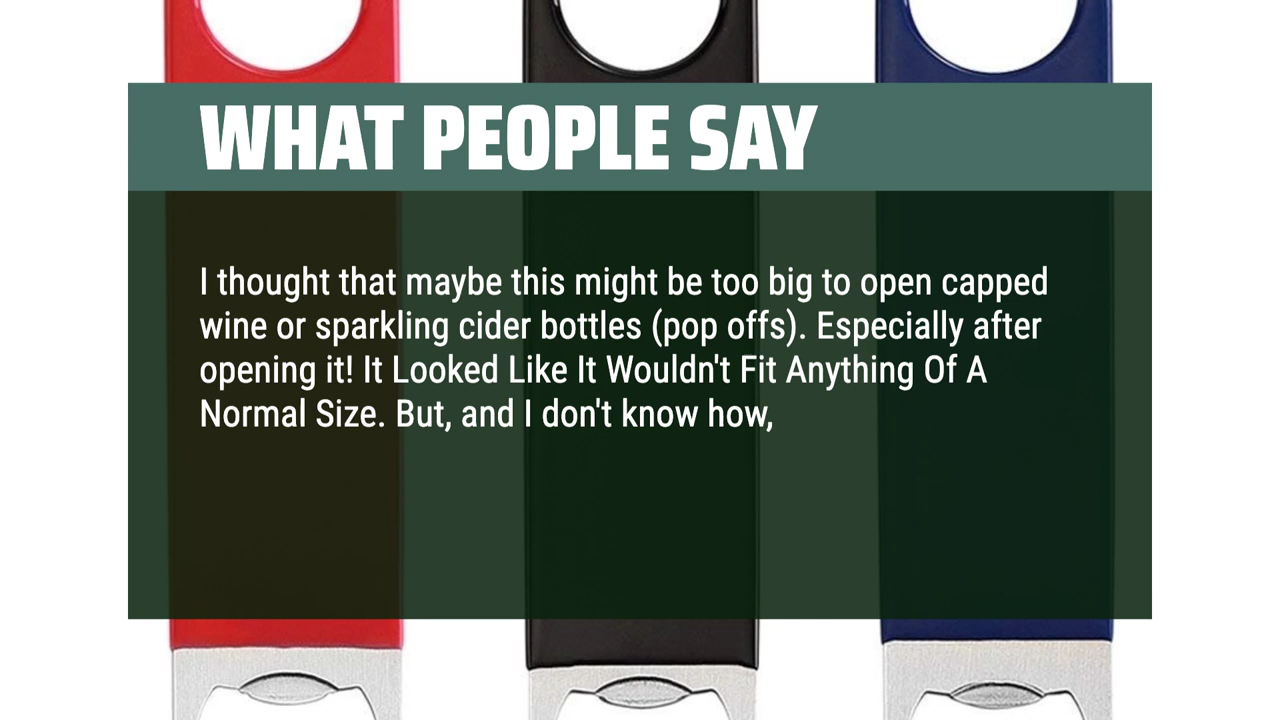 WHAT PEOPLE SAY
I thought that maybe this might be too big to open capped
wine or sparkling cider bottles (pop offs). Especially after
opening it! It Looked Like It Wouldn't Fit Anything Of A
Normal Size. But, and I don't know how,